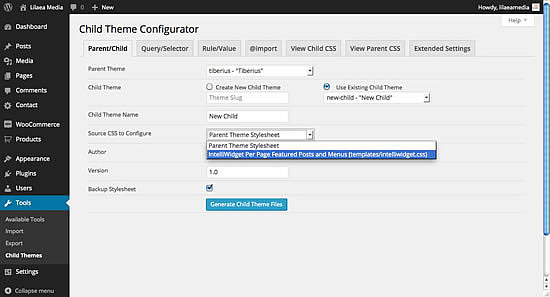 Lilaea Media
0
+ New
Howdy, lilaeamedia
Help
Dashboard
Posts
Media
Pages
Comments
Contact
WooCommerce
Products
Appearance
Plugins
Users
Tools
Available Tools
Import
Export
Child Themes
Settings
Collapse menu
Child Theme Configurator
Parent/Child
Query/Selector
Rule/Value
@import
View Child CSS
View Parent CSS
Extended Settings
Parent Theme
tiberius - "Tiberius"
Child Theme
Create New Child Theme
Use Existing Child Theme
Theme Slug
new-child - "New Child"
Child Theme Name
New Child
Source CSS to Configure
Parent Theme Stylesheet
Parent Theme Stylesheet
IntelliWidget Per Page Featured Posts and Menus (templates/intelliwidget.css)
Author
Version
1.0
Backup Stylesheet
Generate Child Theme Files